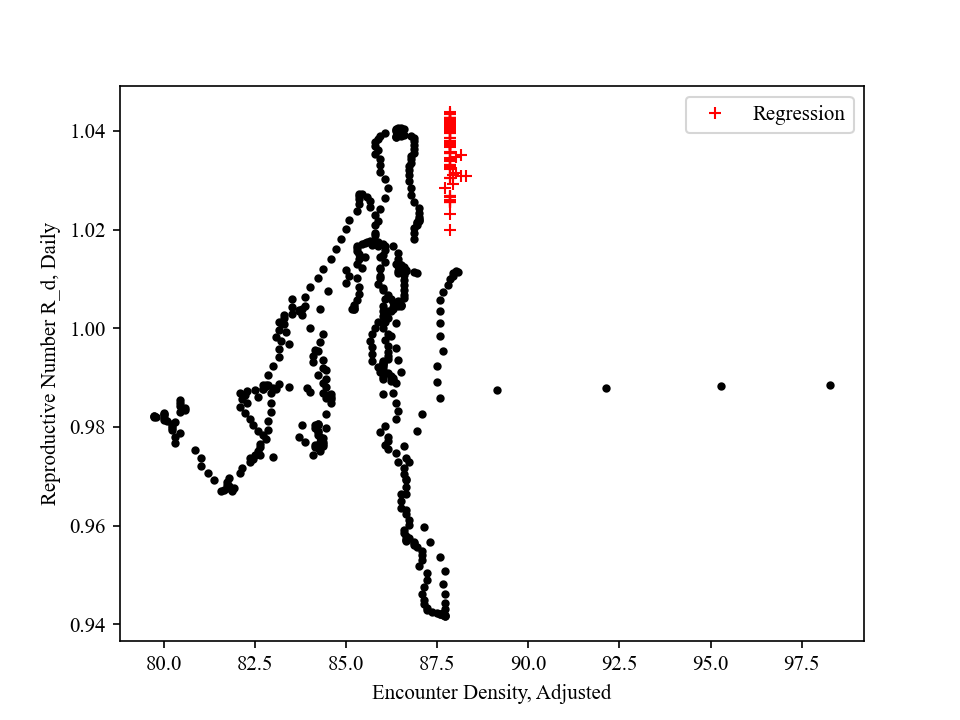 Regression
1.04
1.02
1.00
0.98
0.96
0.94
Reproductive Number R_d, Daily
80.0 82.5 85.0 87.5 90.0 92.5 95.0 97.5
Encounter Density, Adjusted